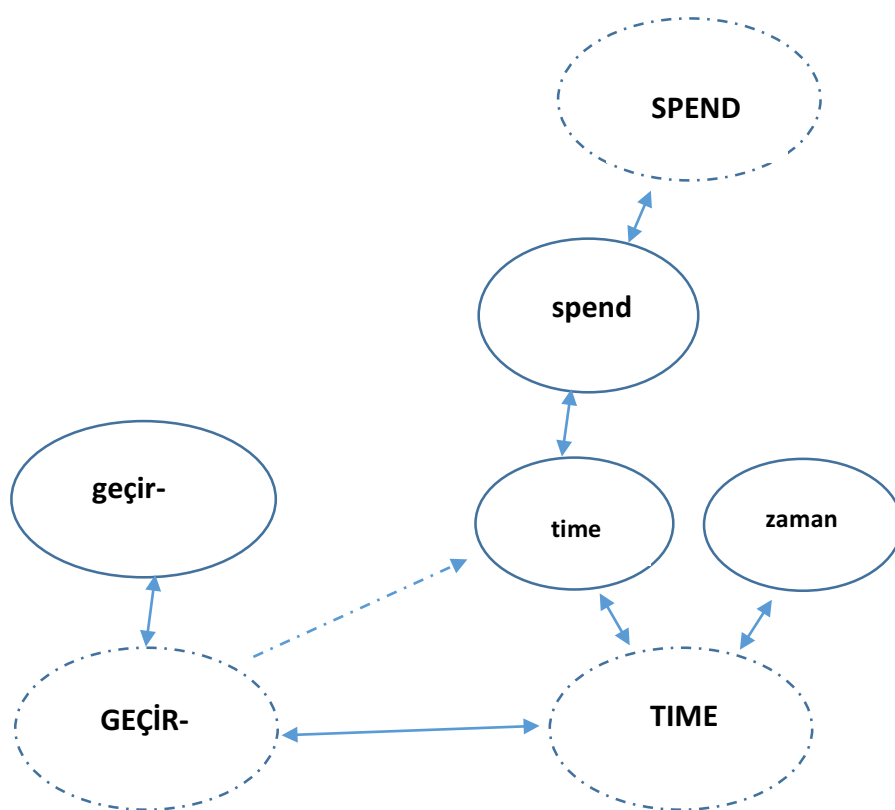 SPEND
spend
geçir-
time
zaman
GEÇİR-
TIME